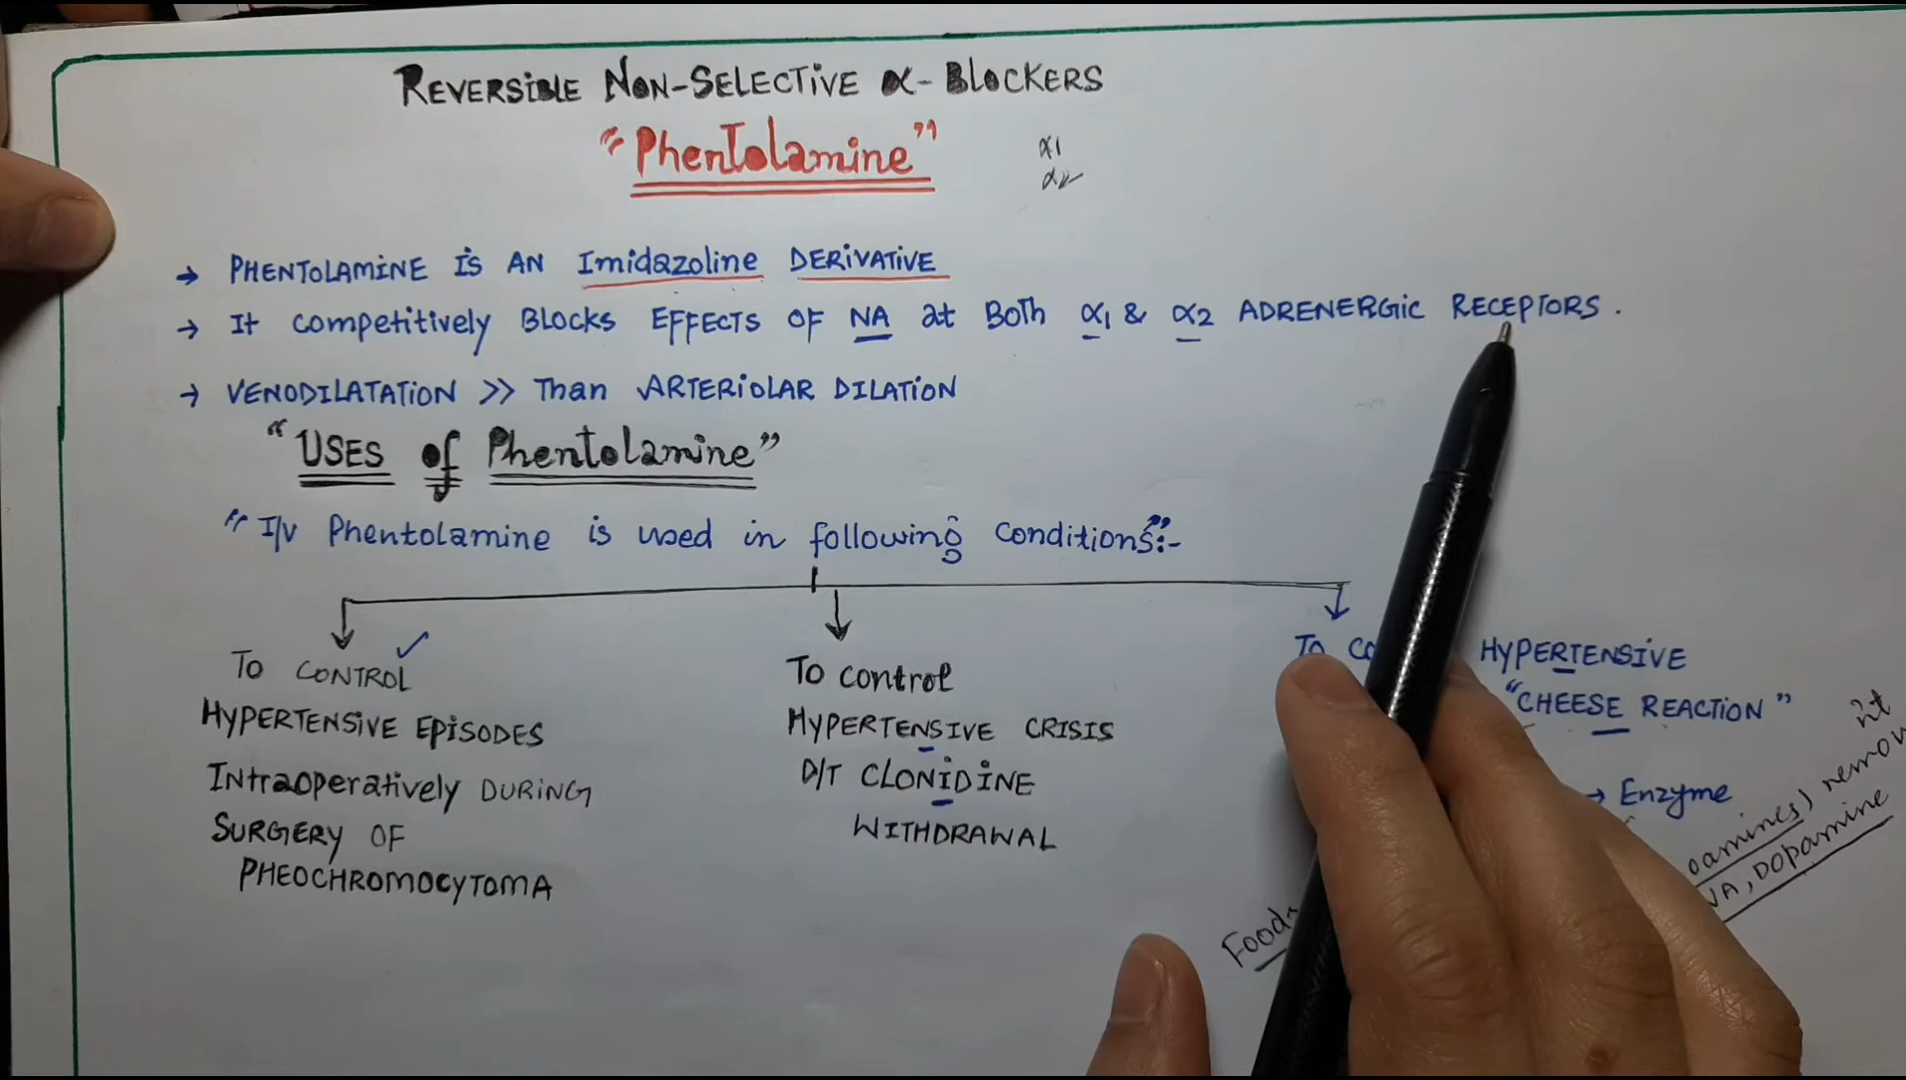 REVERSIBLE NON-SELECTIVE α-BLOCKERS
"PhenTolamine"
α1
α2
→ PHENTOLAMINE IS AN Imidazoline DERIVATIVE
→ It competitively BLOCKS EFFECTS OF NA at Both α1 & α2 ADRENERGIC RECEPTORS.
→ VENODILATATION >> Than ARTERIOLAR DILATION
"USES of Phentolamine"
"I/V Phentolamine is used in following conditions":-
To CONTROL ✓
HYPERTENSIVE EPISODES
Intraoperatively DURING
SURGERY OF
PHEOCHROMOCYTOMA
To control
HYPERTENSIVE CRISIS
D/T CLONIDINE
WITHDRAWAL
To HYPERTENSIVE
"CHEESE REACTION"
→ Enzyme
NA, Dopamine